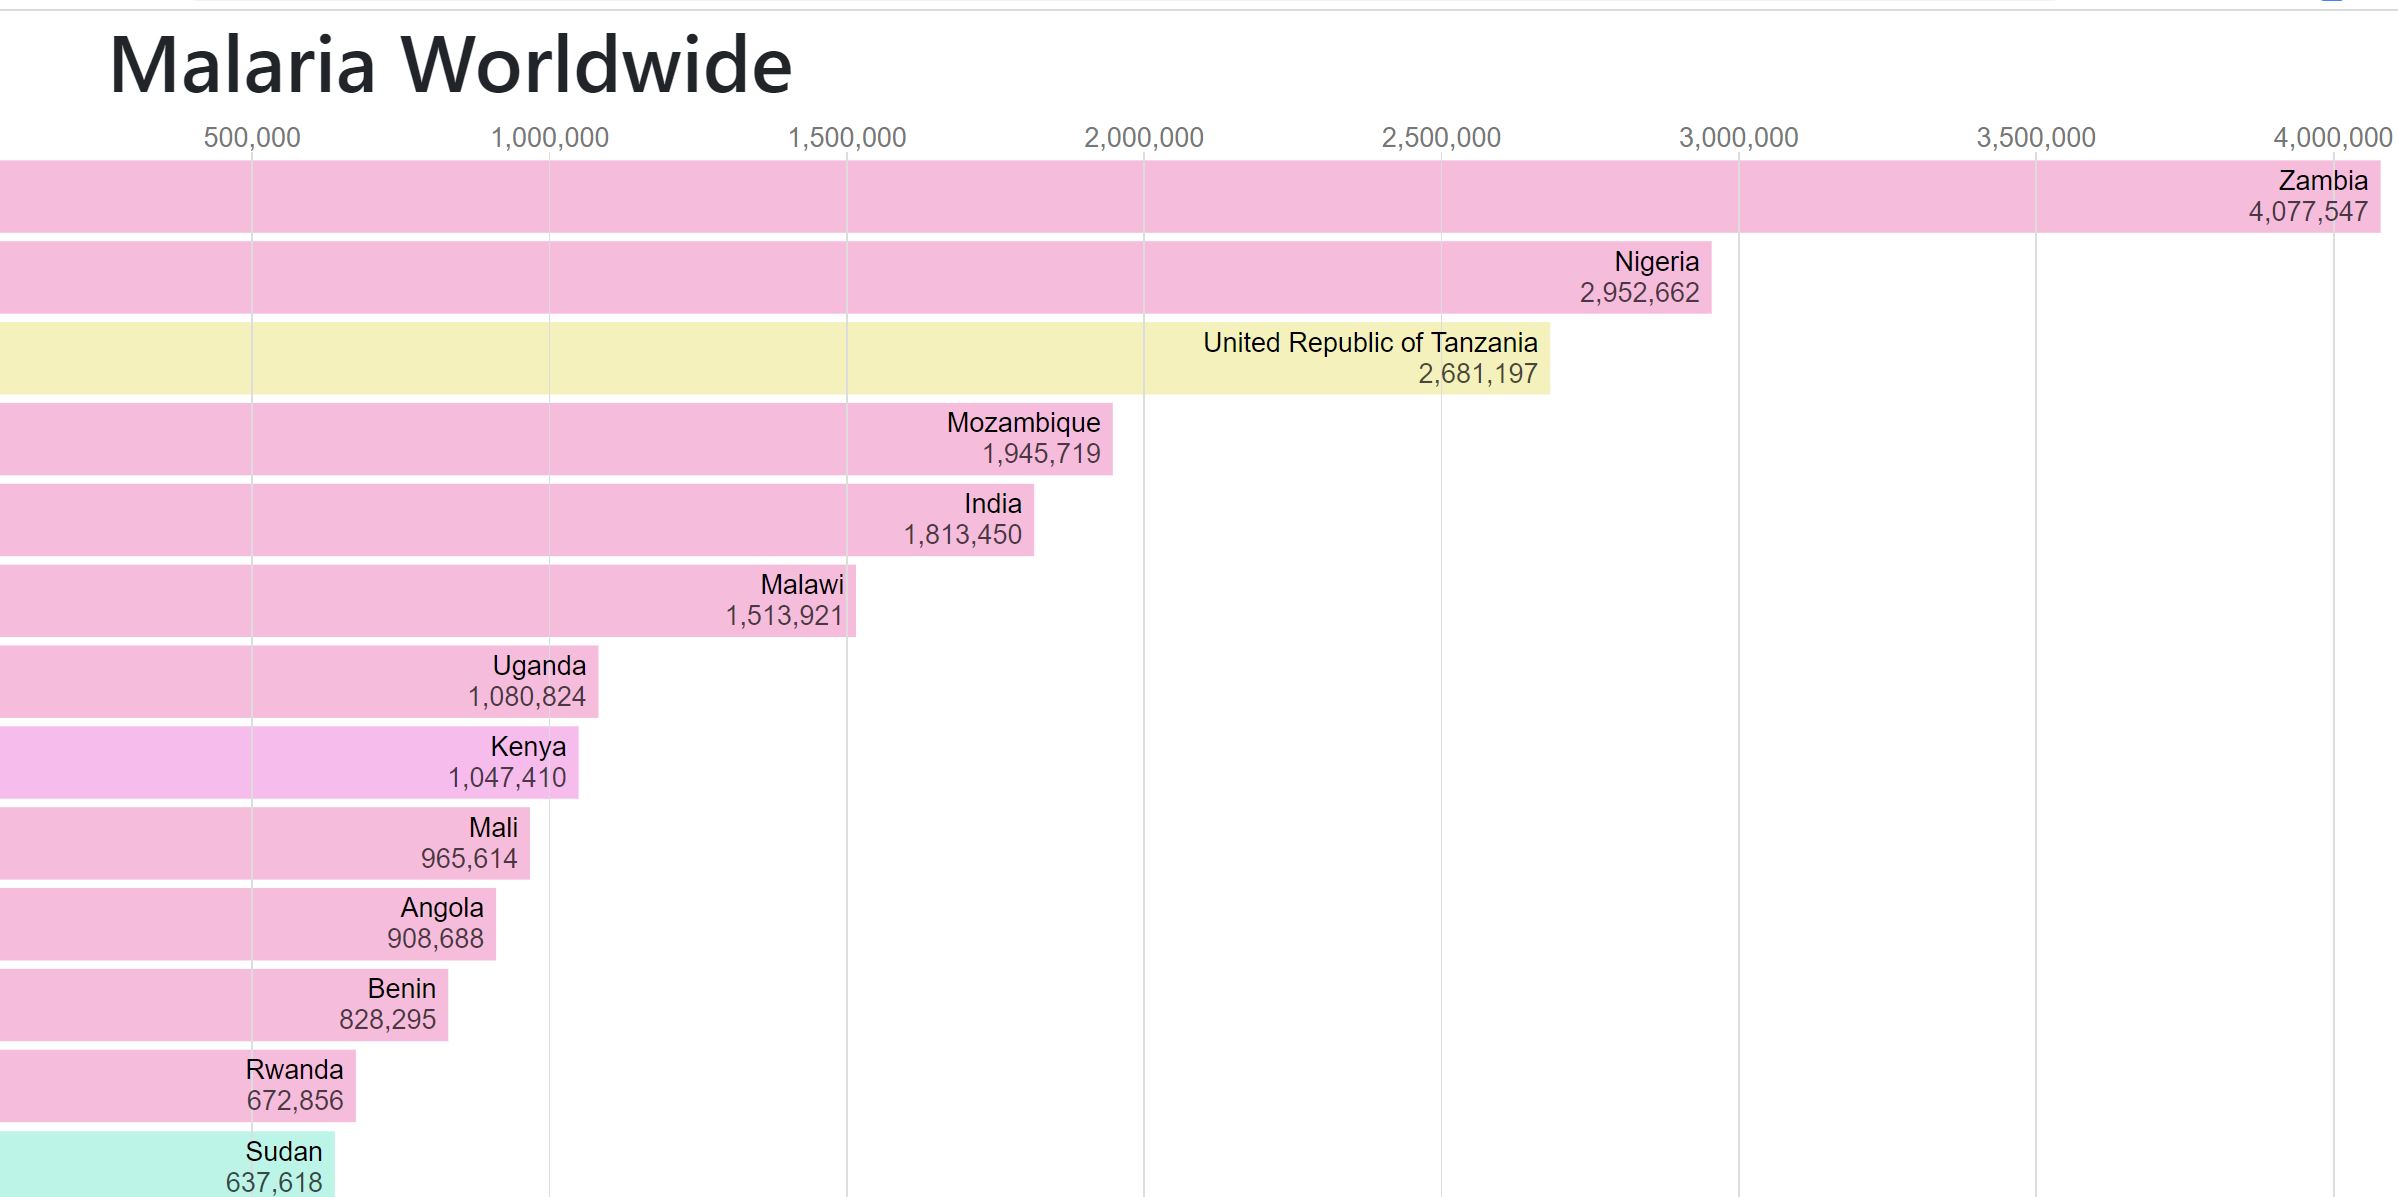 Malaria Worldwide
500,000 1,000,000 1,500,000 2,000,000 2,500,000 3,000,000 3,500,000 4,000,000
Zambia
4,077,547
Nigeria
2,952,662
United Republic of Tanzania
2,681,197
Mozambique
1,945,719
India
1,813,450
Malawi
1,513,921
Uganda
1,080,824
Kenya
1,047,410
Mali
965,614
Angola
908,688
Benin
828,295
Rwanda
672,856
Sudan
637,618